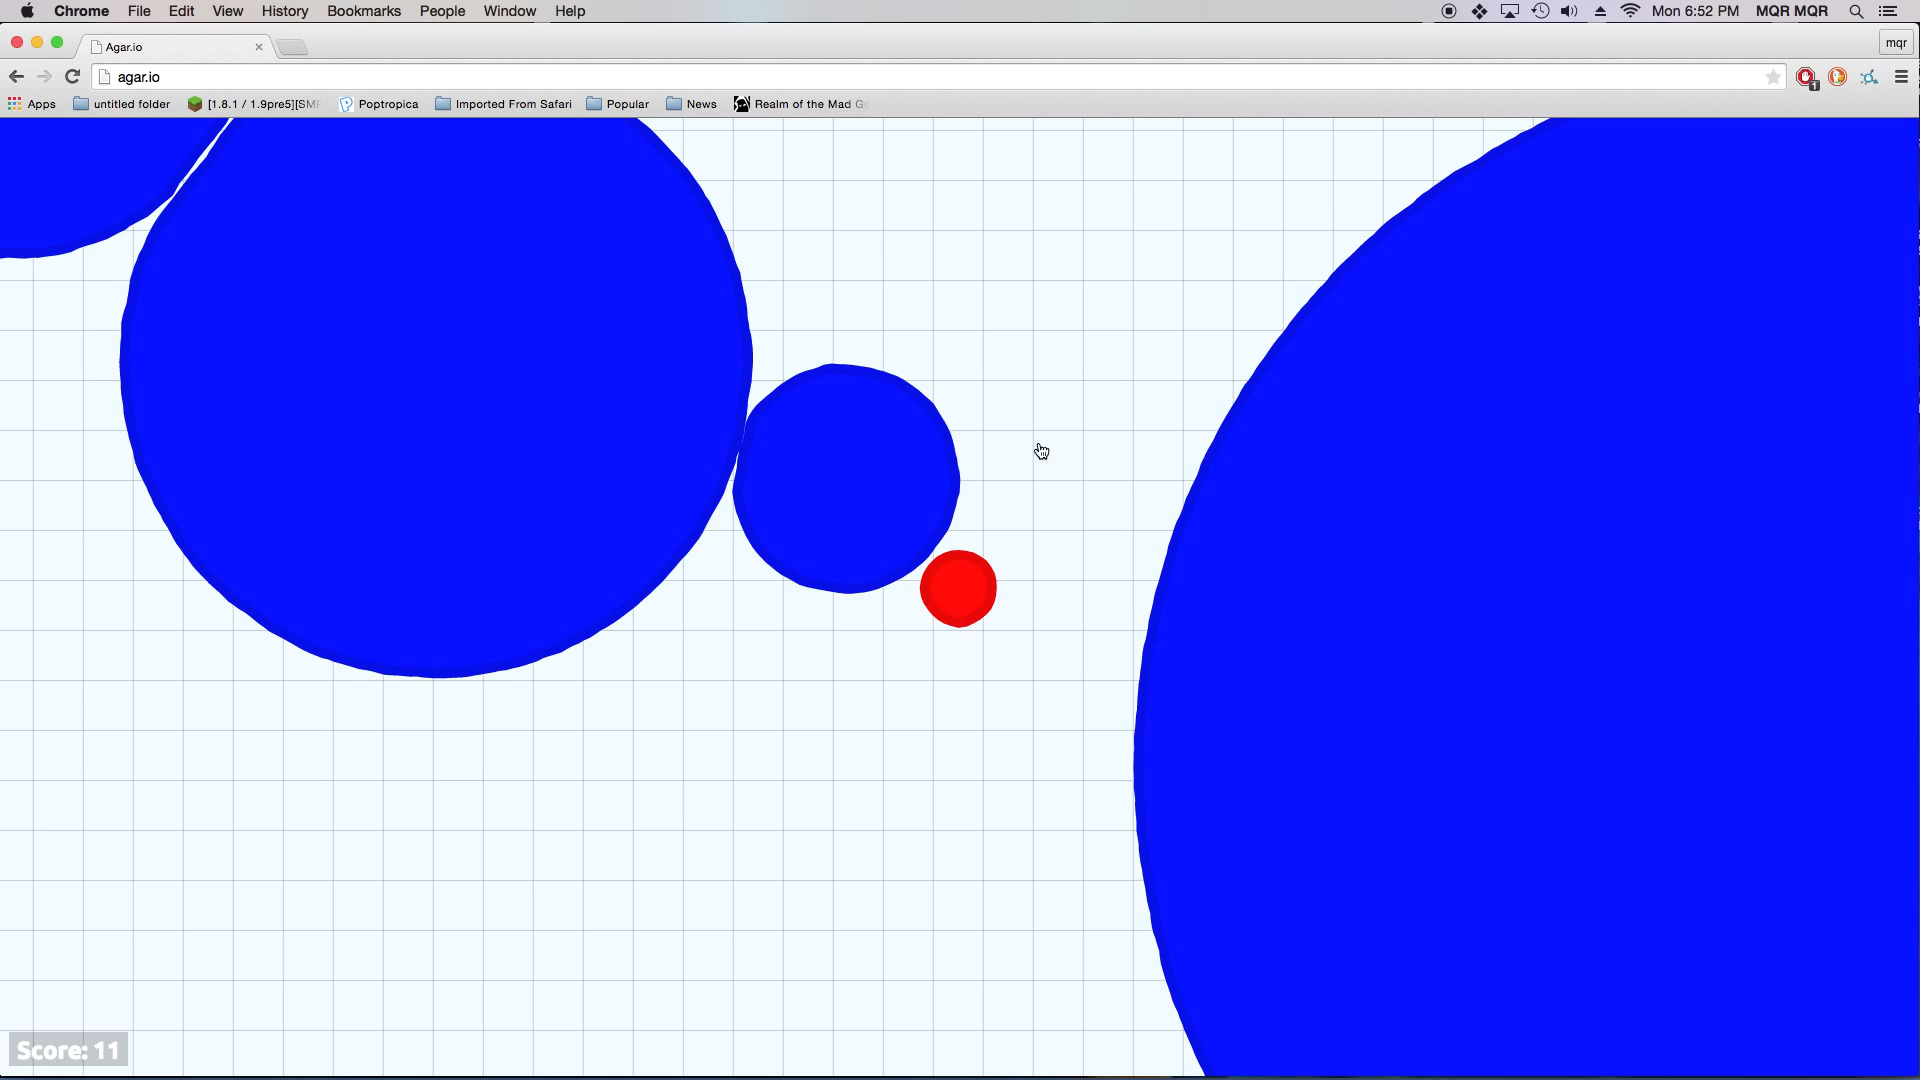 Chrome File Edit View History Bookmarks People Window Help Mon 6:52 PM MQR MQR
Agar.io mqr
agar.io 1
Apps untitled folder [1.8.1 / 1.9pre5][SMP Poptropica Imported From Safari Popular News Realm of the Mad G
Score: 11